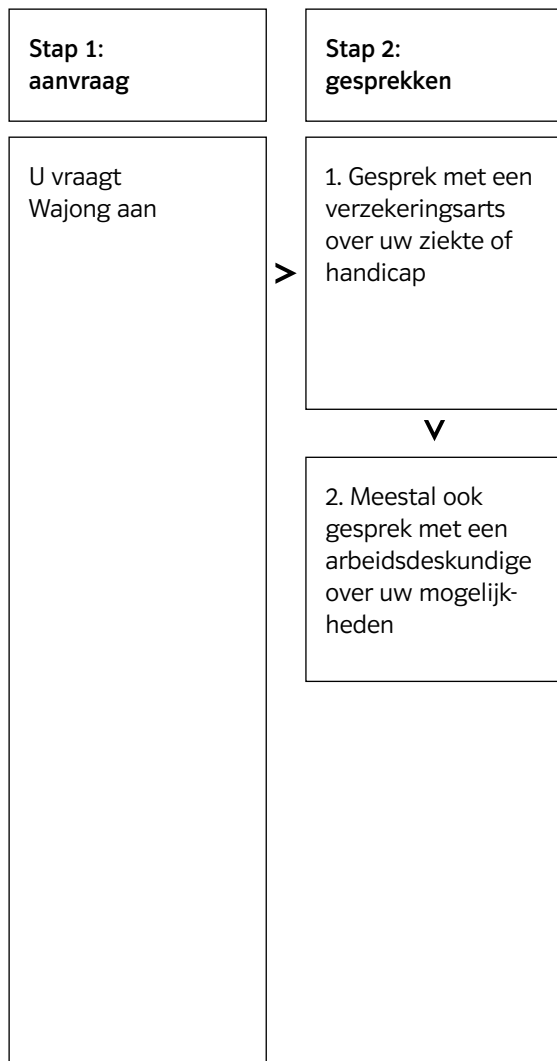 Stap 1:
aanvraag
U vraagt
Wajong aan
>
Stap 2:
gesprekken
1. Gesprek met een
verzekeringsarts
over uw ziekte of
handicap
>
2. Meestal ook
gesprek met een
arbeidsdeskundige
over uw mogelijk-
heden